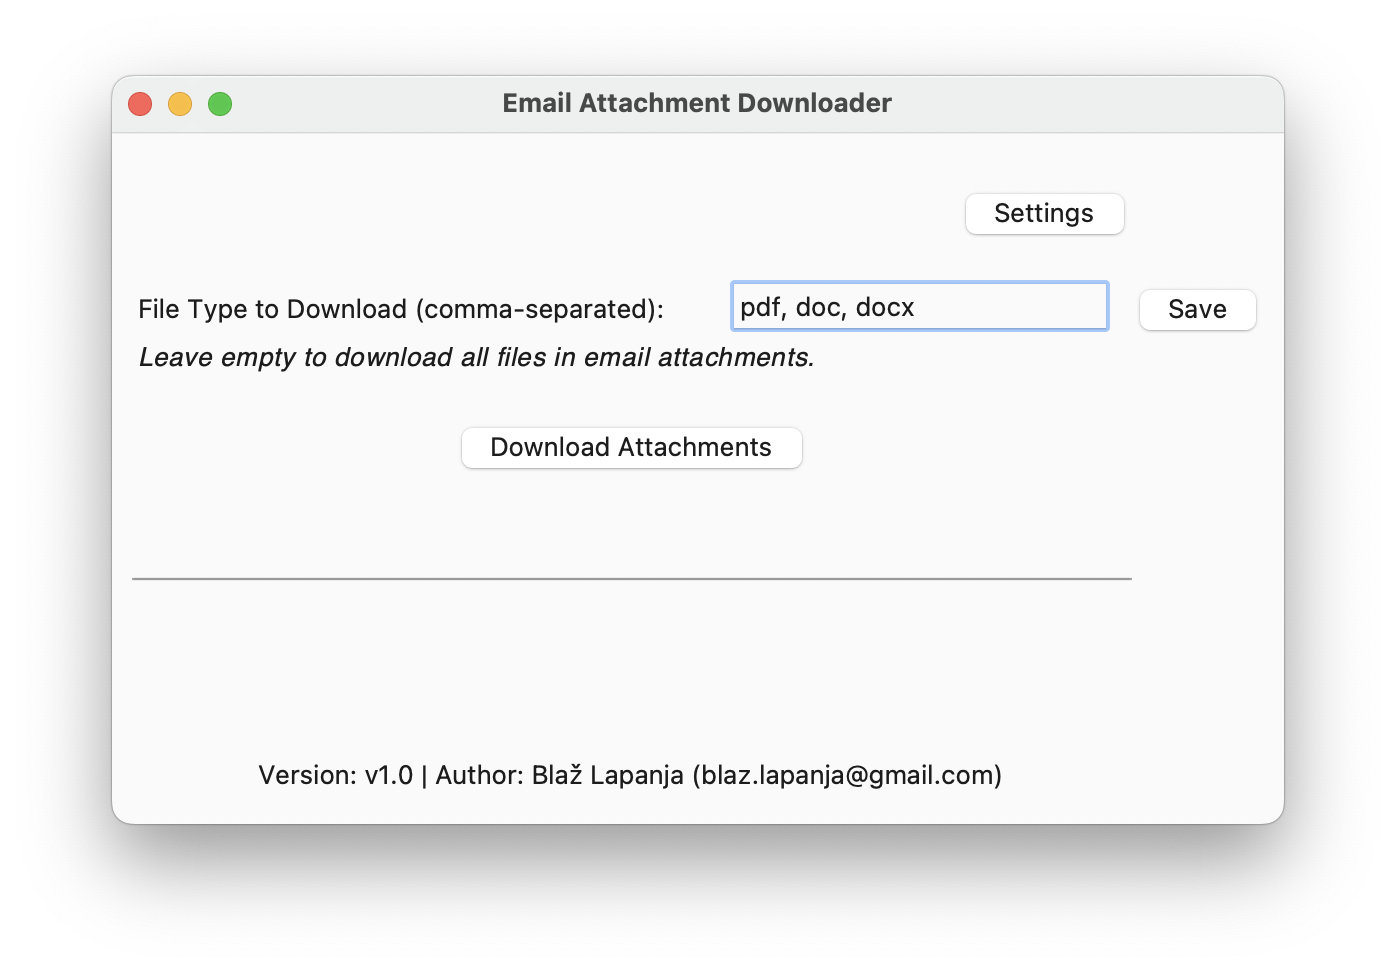 Email Attachment Downloader
Settings
File Type to Download (comma-separated):
pdf, doc, docx
Save
Leave empty to download all files in email attachments.
Download Attachments
Version: v1.0 | Author: Blaž Lapanja (blaz.lapanja@gmail.com)